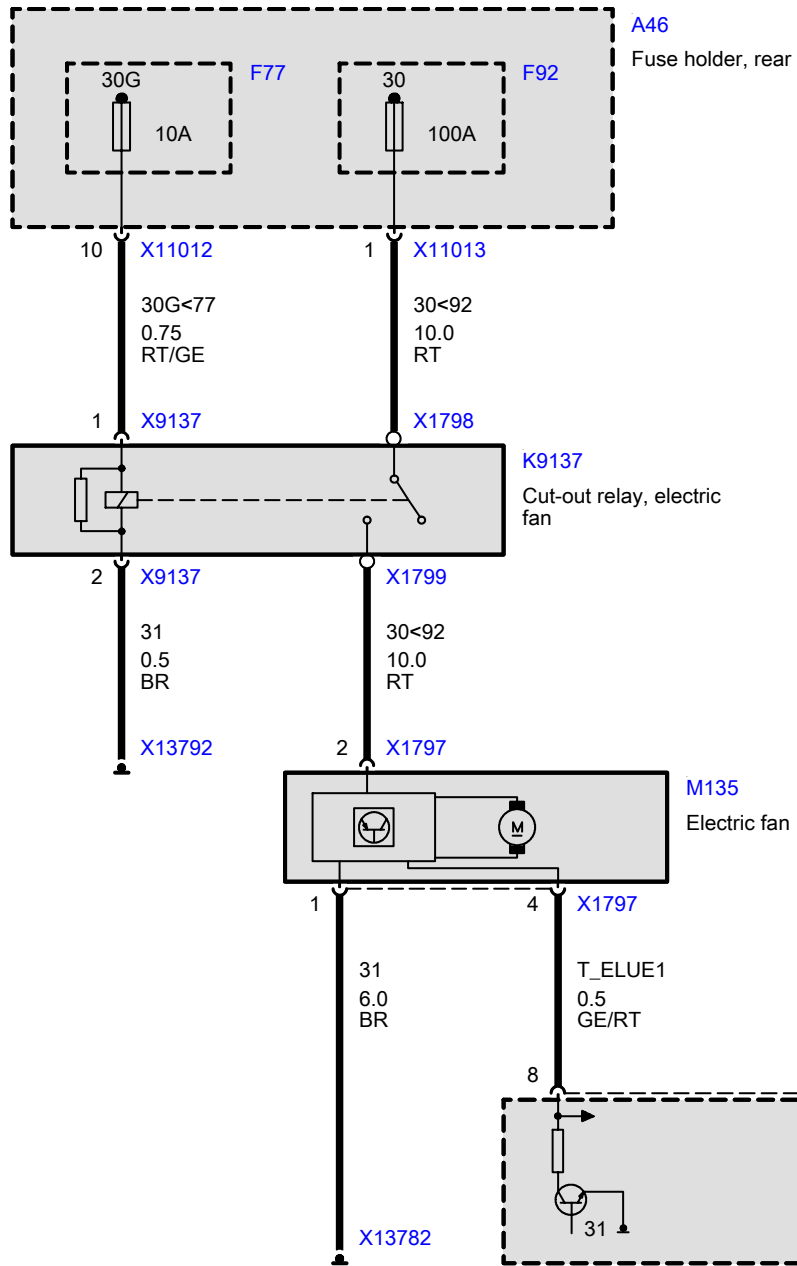 A46
Fuse holder, rear
30G
F77
10A
30
F92
100A
10
X11012
1
X11013
30G<77
0.75
RT/GE
30<92
10.0
RT
1
X9137
X1798
K9137
Cut-out relay, electric
fan
2
X9137
X1799
31
0.5
BR
30<92
10.0
RT
X13792
2
X1797
M135
Electric fan
M
1
4
X1797
31
6.0
BR
T_ELUE1
0.5
GE/RT
8
31
X13782